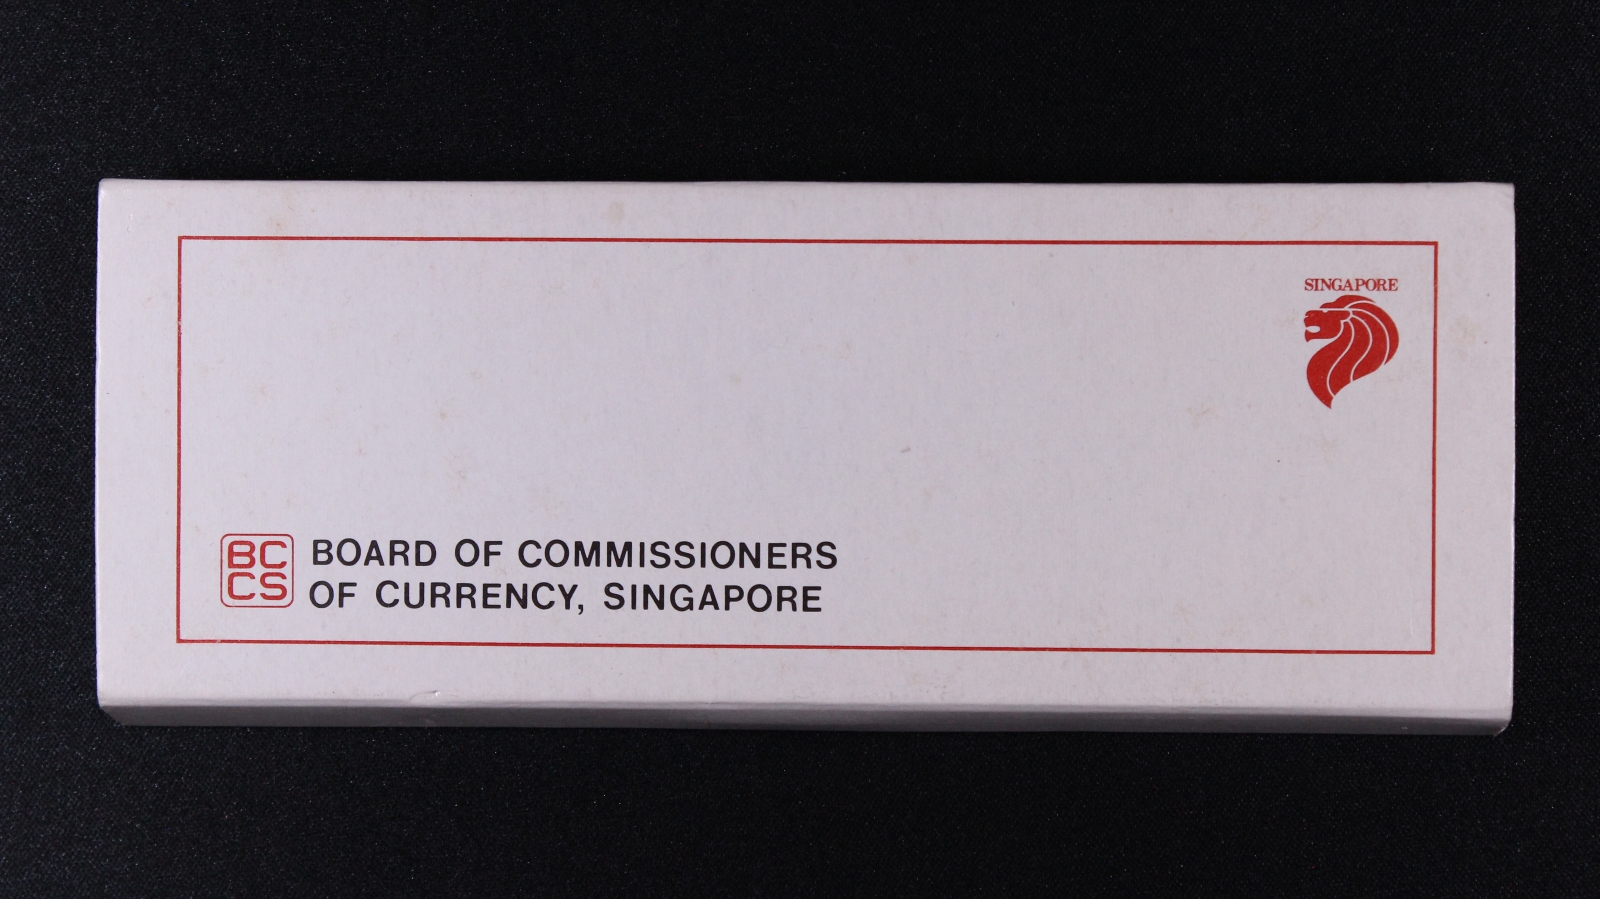 SINGAPORE
BC
CS
BOARD OF COMMISSIONERS
OF CURRENCY, SINGAPORE